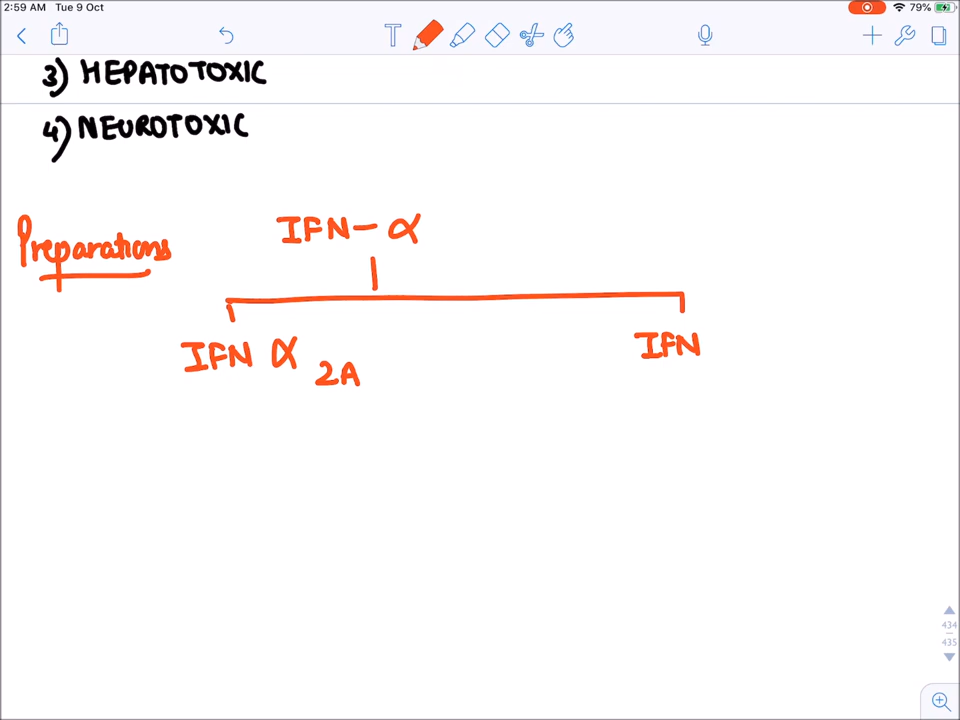 2:59 AM Tue 9 Oct 79%
T
3) HEPATOTOXIC
4) NEUROTOXIC
Preparations IFN-α
IFN α 2A IFN
434
435